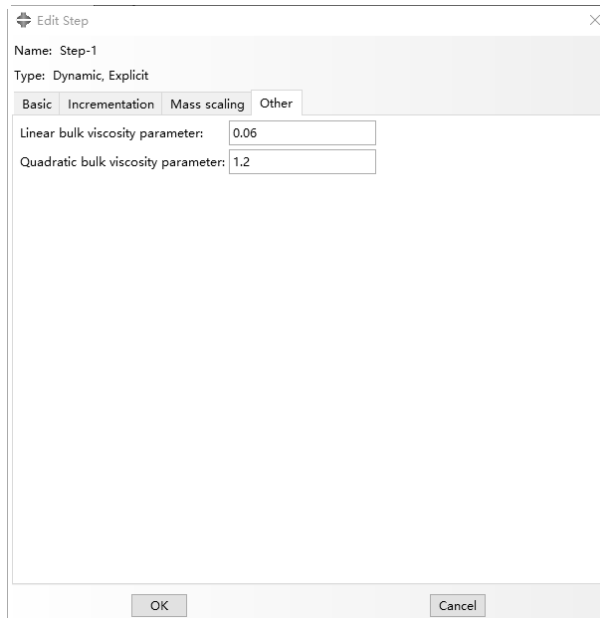 Edit Step
Name: Step-1
Type: Dynamic, Explicit
Basic Incrementation Mass scaling Other
Linear bulk viscosity parameter: 0.06
Quadratic bulk viscosity parameter: 1.2
OK Cancel